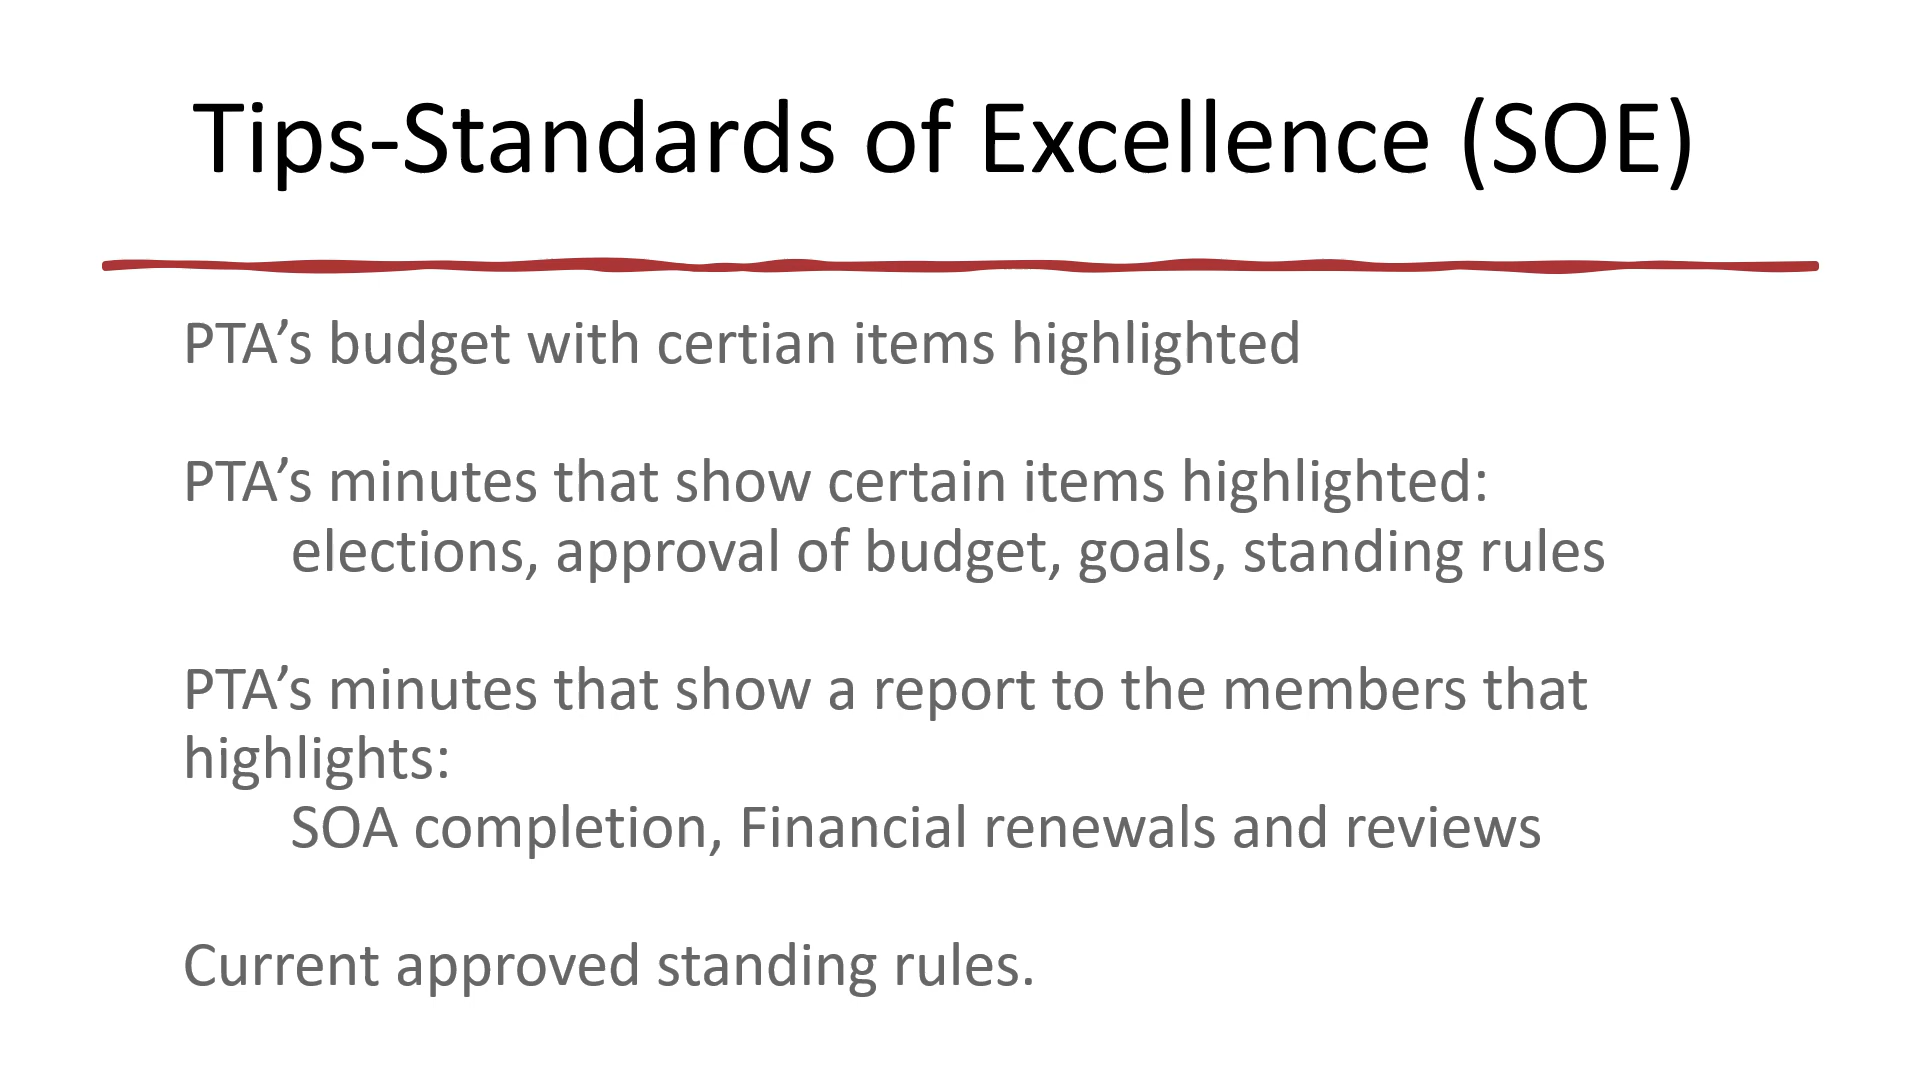 Tips-Standards of Excellence (SOE)
PTA’s budget with certian items highlighted
PTA’s minutes that show certain items highlighted:
elections, approval of budget, goals, standing rules
PTA’s minutes that show a report to the members that
highlights:
SOA completion, Financial renewals and reviews
Current approved standing rules.